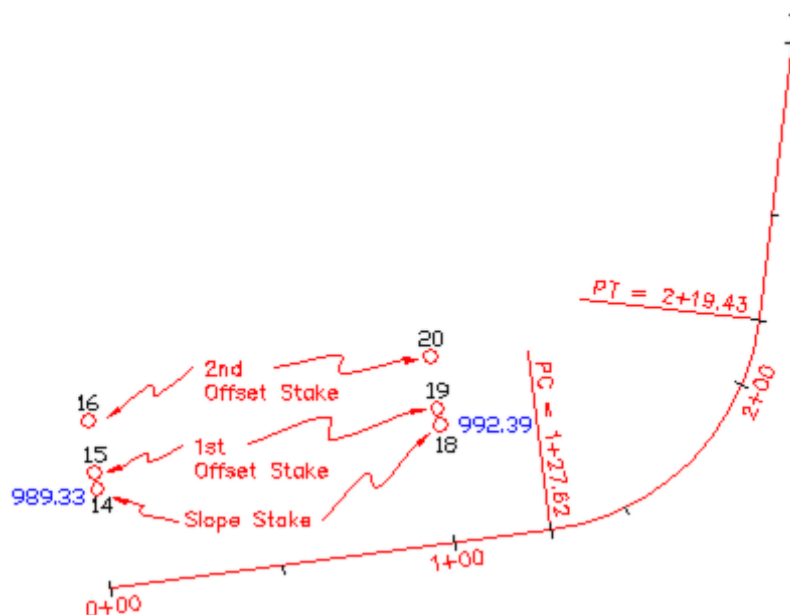 PT = 2+19.43
20
2nd
Offset Stake
16
PC = 1+27.62
19
992.39
18
15
1st
Offset Stake
989.33
14
Slope Stake
2+00
1+00
0+00